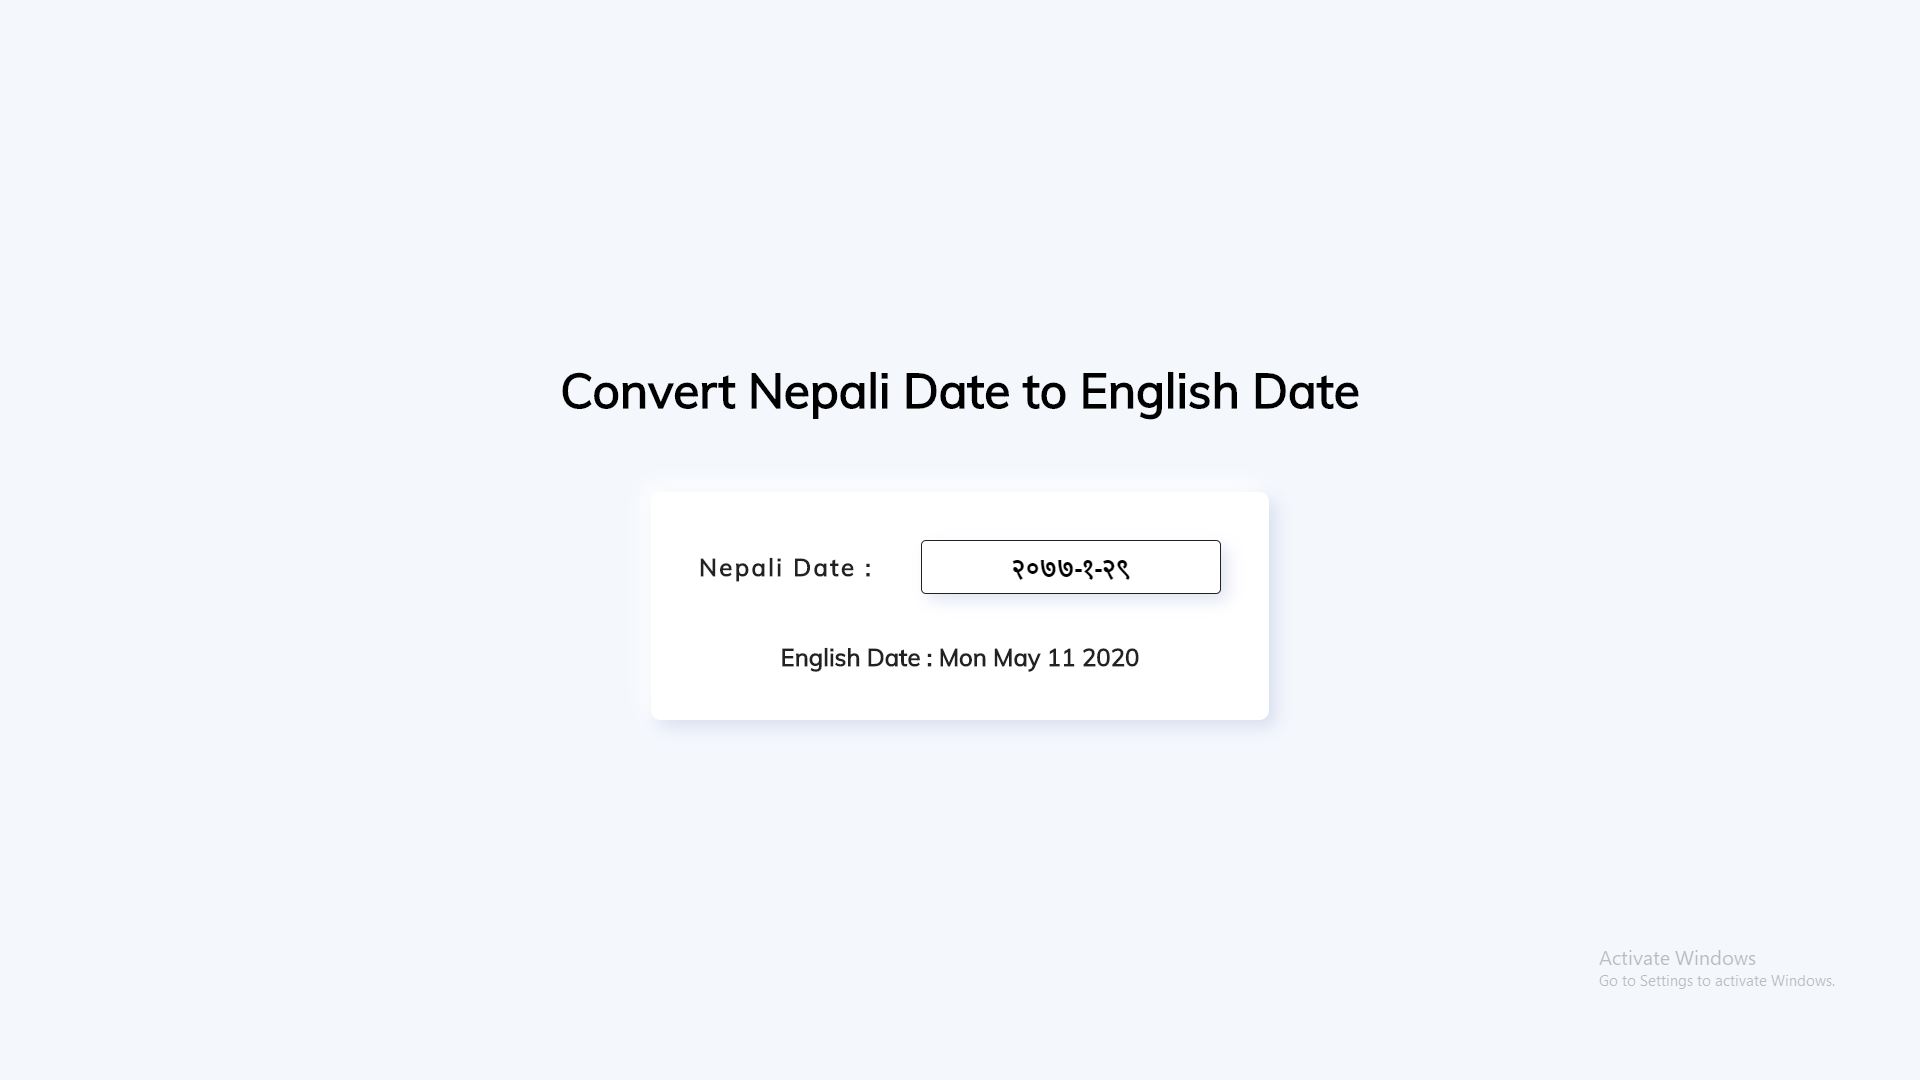 Convert Nepali Date to English Date
Nepali Date : २०७७-१-२९
English Date : Mon May 11 2020
Activate Windows
Go to Settings to activate Windows.